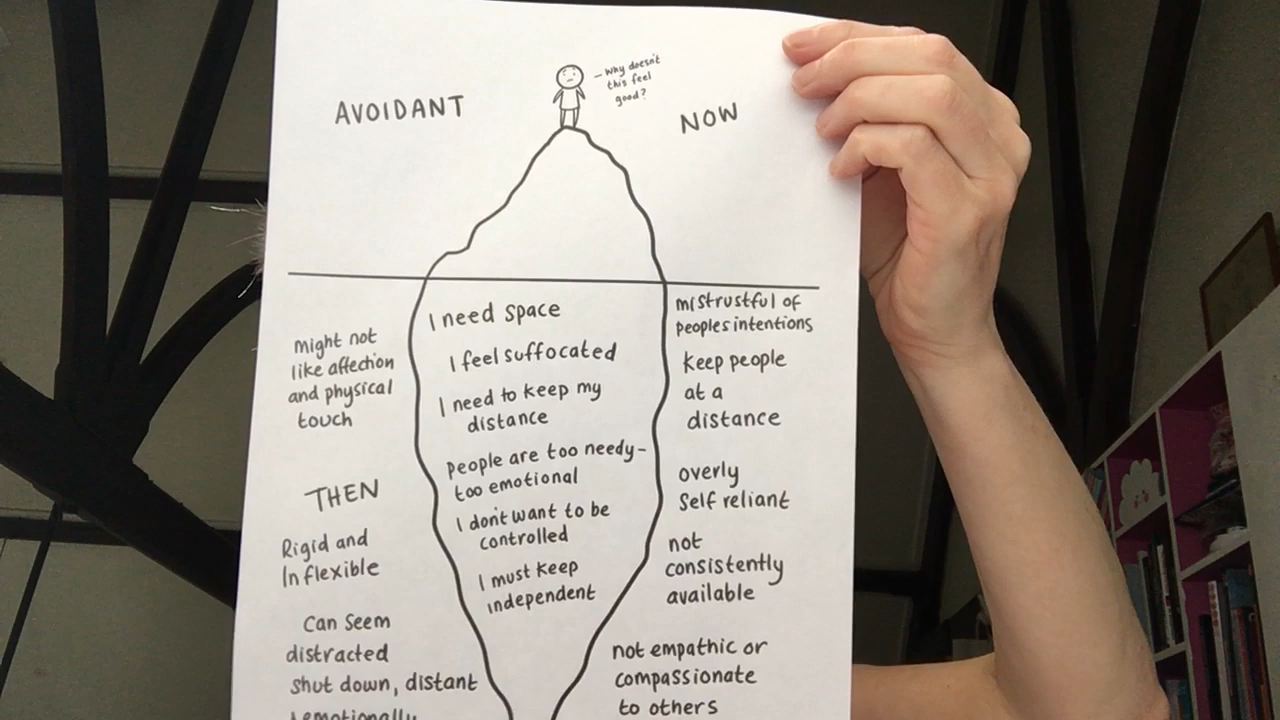 AVOIDANT
- Why doesn't
this feel
good?
NOW
might not
like affection
and physical
touch
THEN
Rigid and
Inflexible
Can Seem
distracted
shut down, distant
emotionally
I need space
I feel suffocated
I need to keep my
distance
people are too needy-
too emotional
I don't want to be
controlled
I must keep
independent
mistrustful of
peoples intentions
keep people
at a
distance
overly
self reliant
not
consistently
available
not empathic or
compassionate
to others